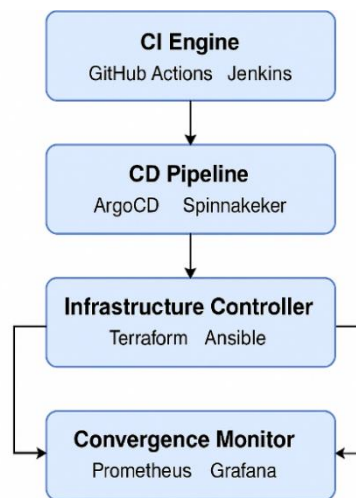 CI Engine
GitHub Actions Jenkins
CD Pipeline
ArgoCD Spinnakeker
Infrastructure Controller
Terraform Ansible
Convergence Monitor
Prometheus Grafana